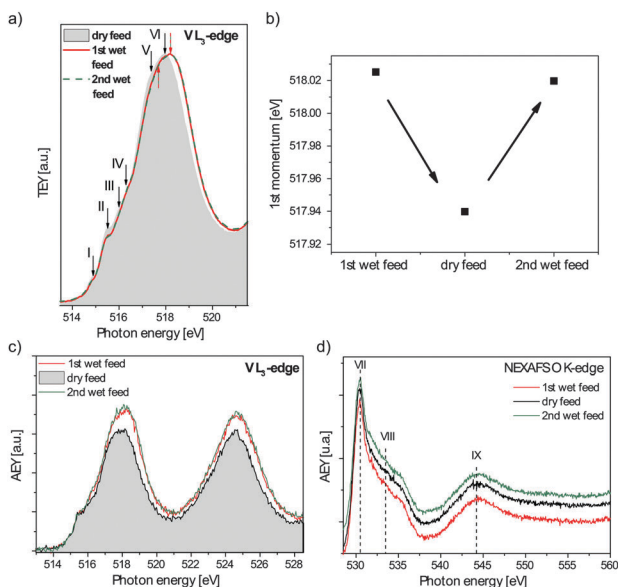 a)
VI
V L₃-edge
dry feed
1st wet
feed
2nd wet
feed
V
IV
III
II
I
TEY [a.u.]
514 516 518 520
Photon energy [eV]
b)
1st momentum [eV]
518.02
518.00
517.98
517.96
517.94
517.92
1st wet feed dry feed 2nd wet feed
c)
V L₃-edge
1st wet feed
dry feed
2nd wet feed
AEY [a.u.]
514 516 518 520 522 524 526 528
Photon energy [eV]
d)
VII
NEXAFSO K-edge
1st wet feed
dry feed
2nd wet feed
VIII
IX
AEY [u.a.]
530 535 540 545 550 555 560
Photon energy [eV]